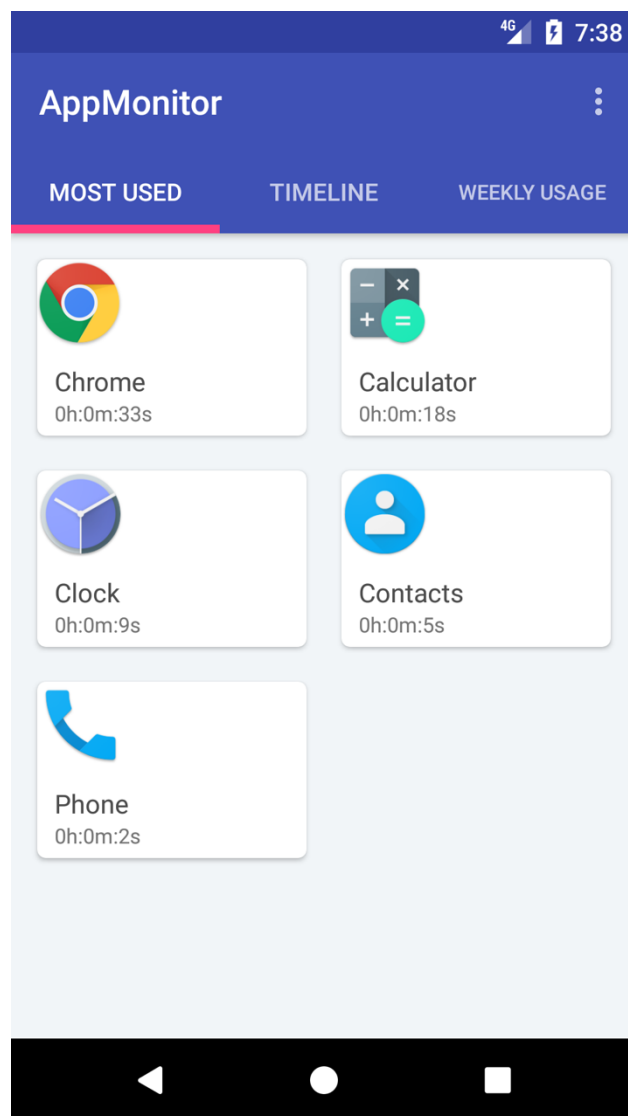 4G 7:38
AppMonitor
MOST USED TIMELINE WEEKLY USAGE
Chrome
0h:0m:33s
Calculator
0h:0m:18s
Clock
0h:0m:9s
Contacts
0h:0m:5s
Phone
0h:0m:2s